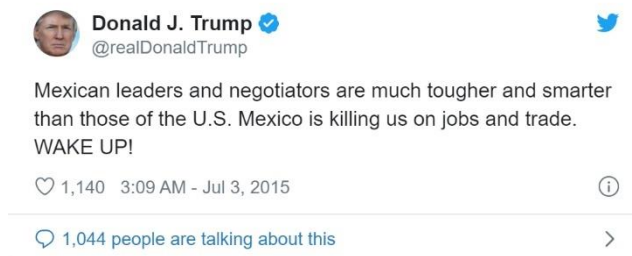 Donald J. Trump
@realDonaldTrump
Mexican leaders and negotiators are much tougher and smarter
than those of the U.S. Mexico is killing us on jobs and trade.
WAKE UP!
1,140 3:09 AM - Jul 3, 2015
1,044 people are talking about this